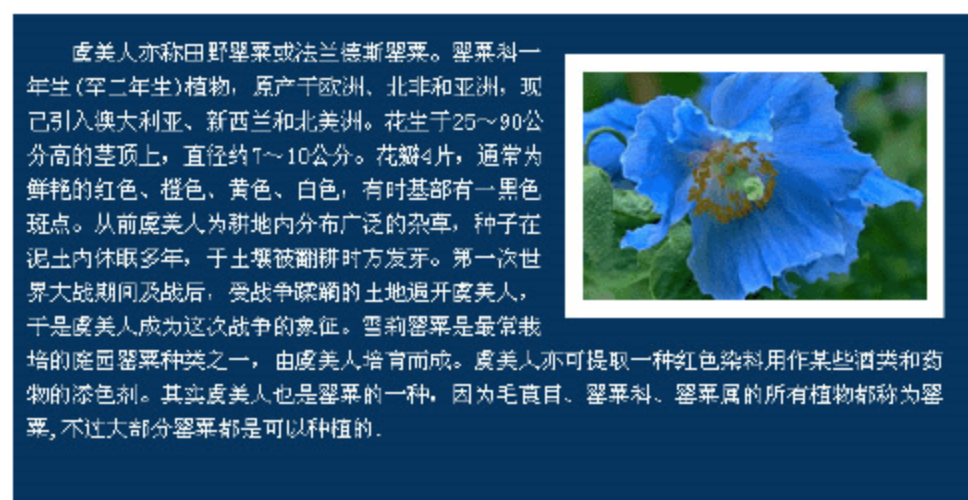 虞美人亦称田野罂粟或法兰德斯罂粟。罂粟科一
年生(至二年生)植物，原产于欧洲、北非和亚洲，现
已引入澳大利亚、新西兰和北美洲。花生于25～90公
分高的茎顶上，直径约7～10公分。花瓣4片，通常为
鲜艳的红色、橙色、黄色、白色，有时基部有一黑色
斑点。从前虞美人为耕地内分布广泛的杂草，种子在
泥土内休眠多年，于土壤被翻耕时方发芽。第一次世
界大战期间及战后，受战争蹂躏的土地遍开虞美人，
于是虞美人成为这次战争的象征。雪莉罂粟是最常栽
培的庭园罂粟种类之一，由虞美人培育而成。虞美人亦可提取一种红色染料用作某些酒类和药
物的添色剂。其实虞美人也是罂粟的一种，因为毛茛目、罂粟科、罂粟属的所有植物都称为罂
粟,不过大部分罂粟都是可以种植的.